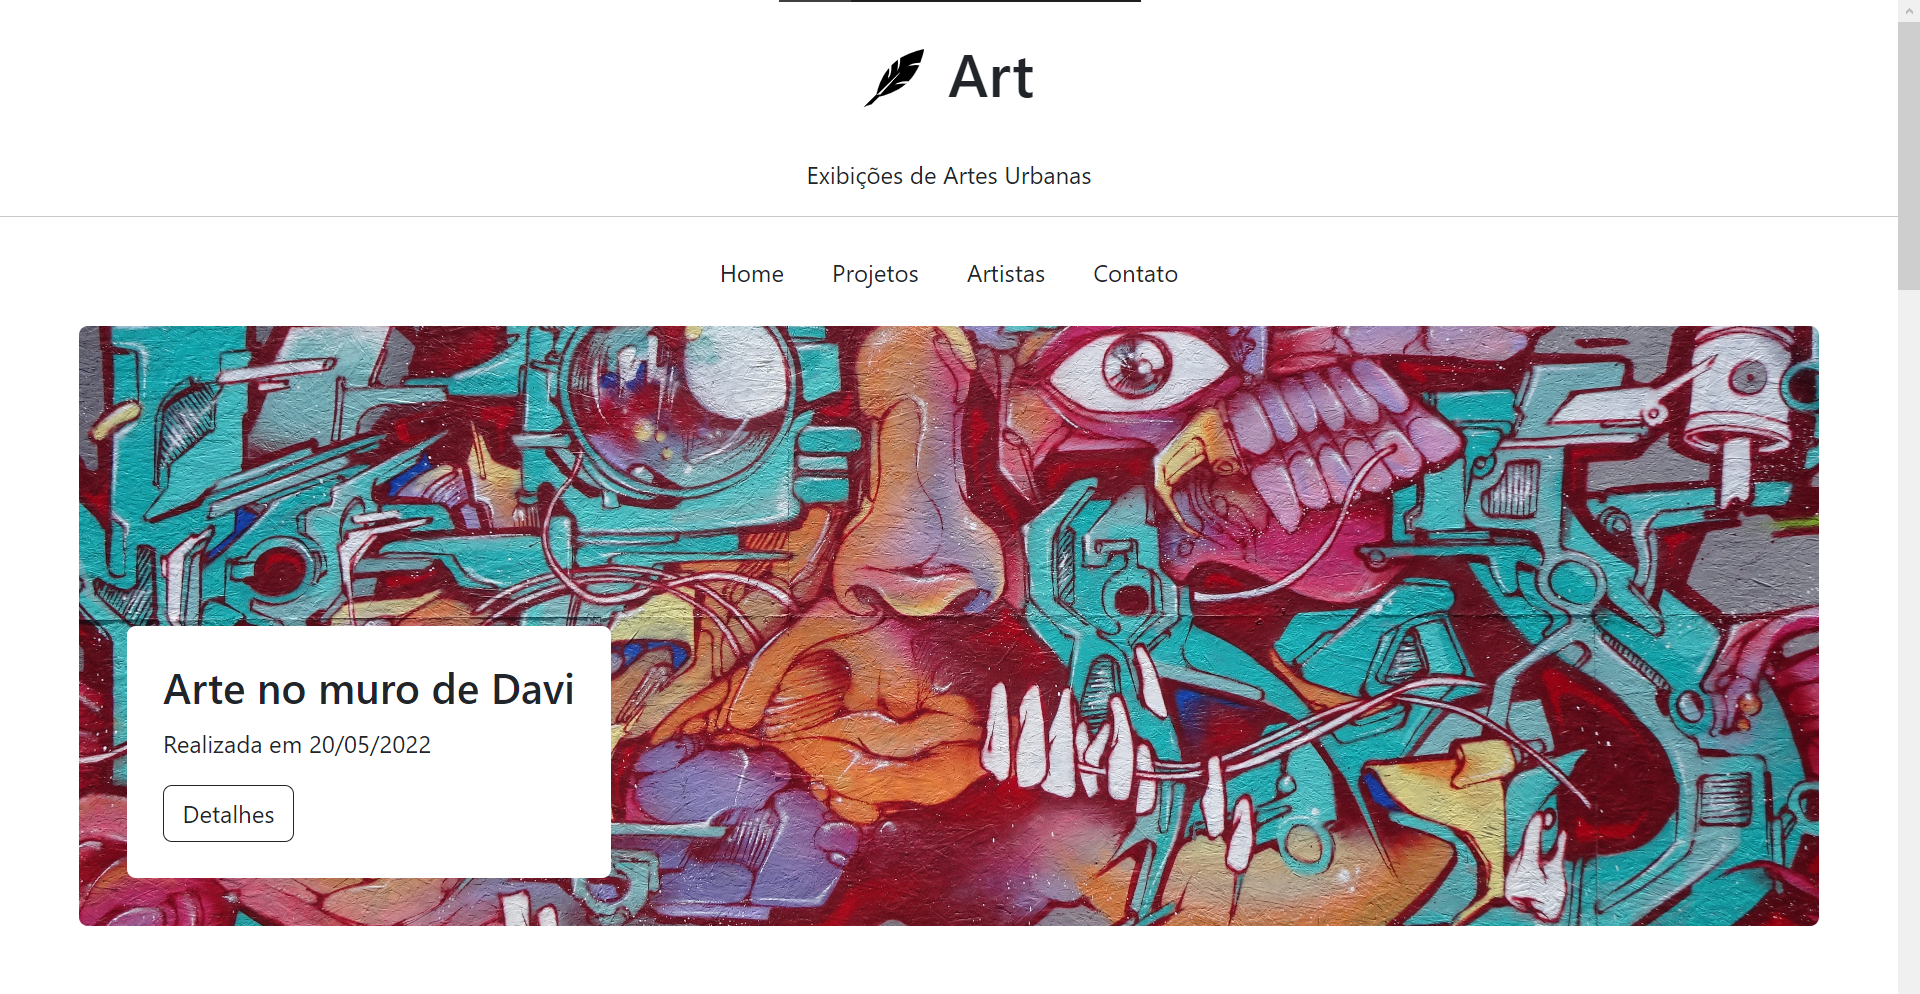 Art
Exibições de Artes Urbanas
Home Projetos Artistas Contato
Arte no muro de Davi
Realizada em 20/05/2022
Detalhes